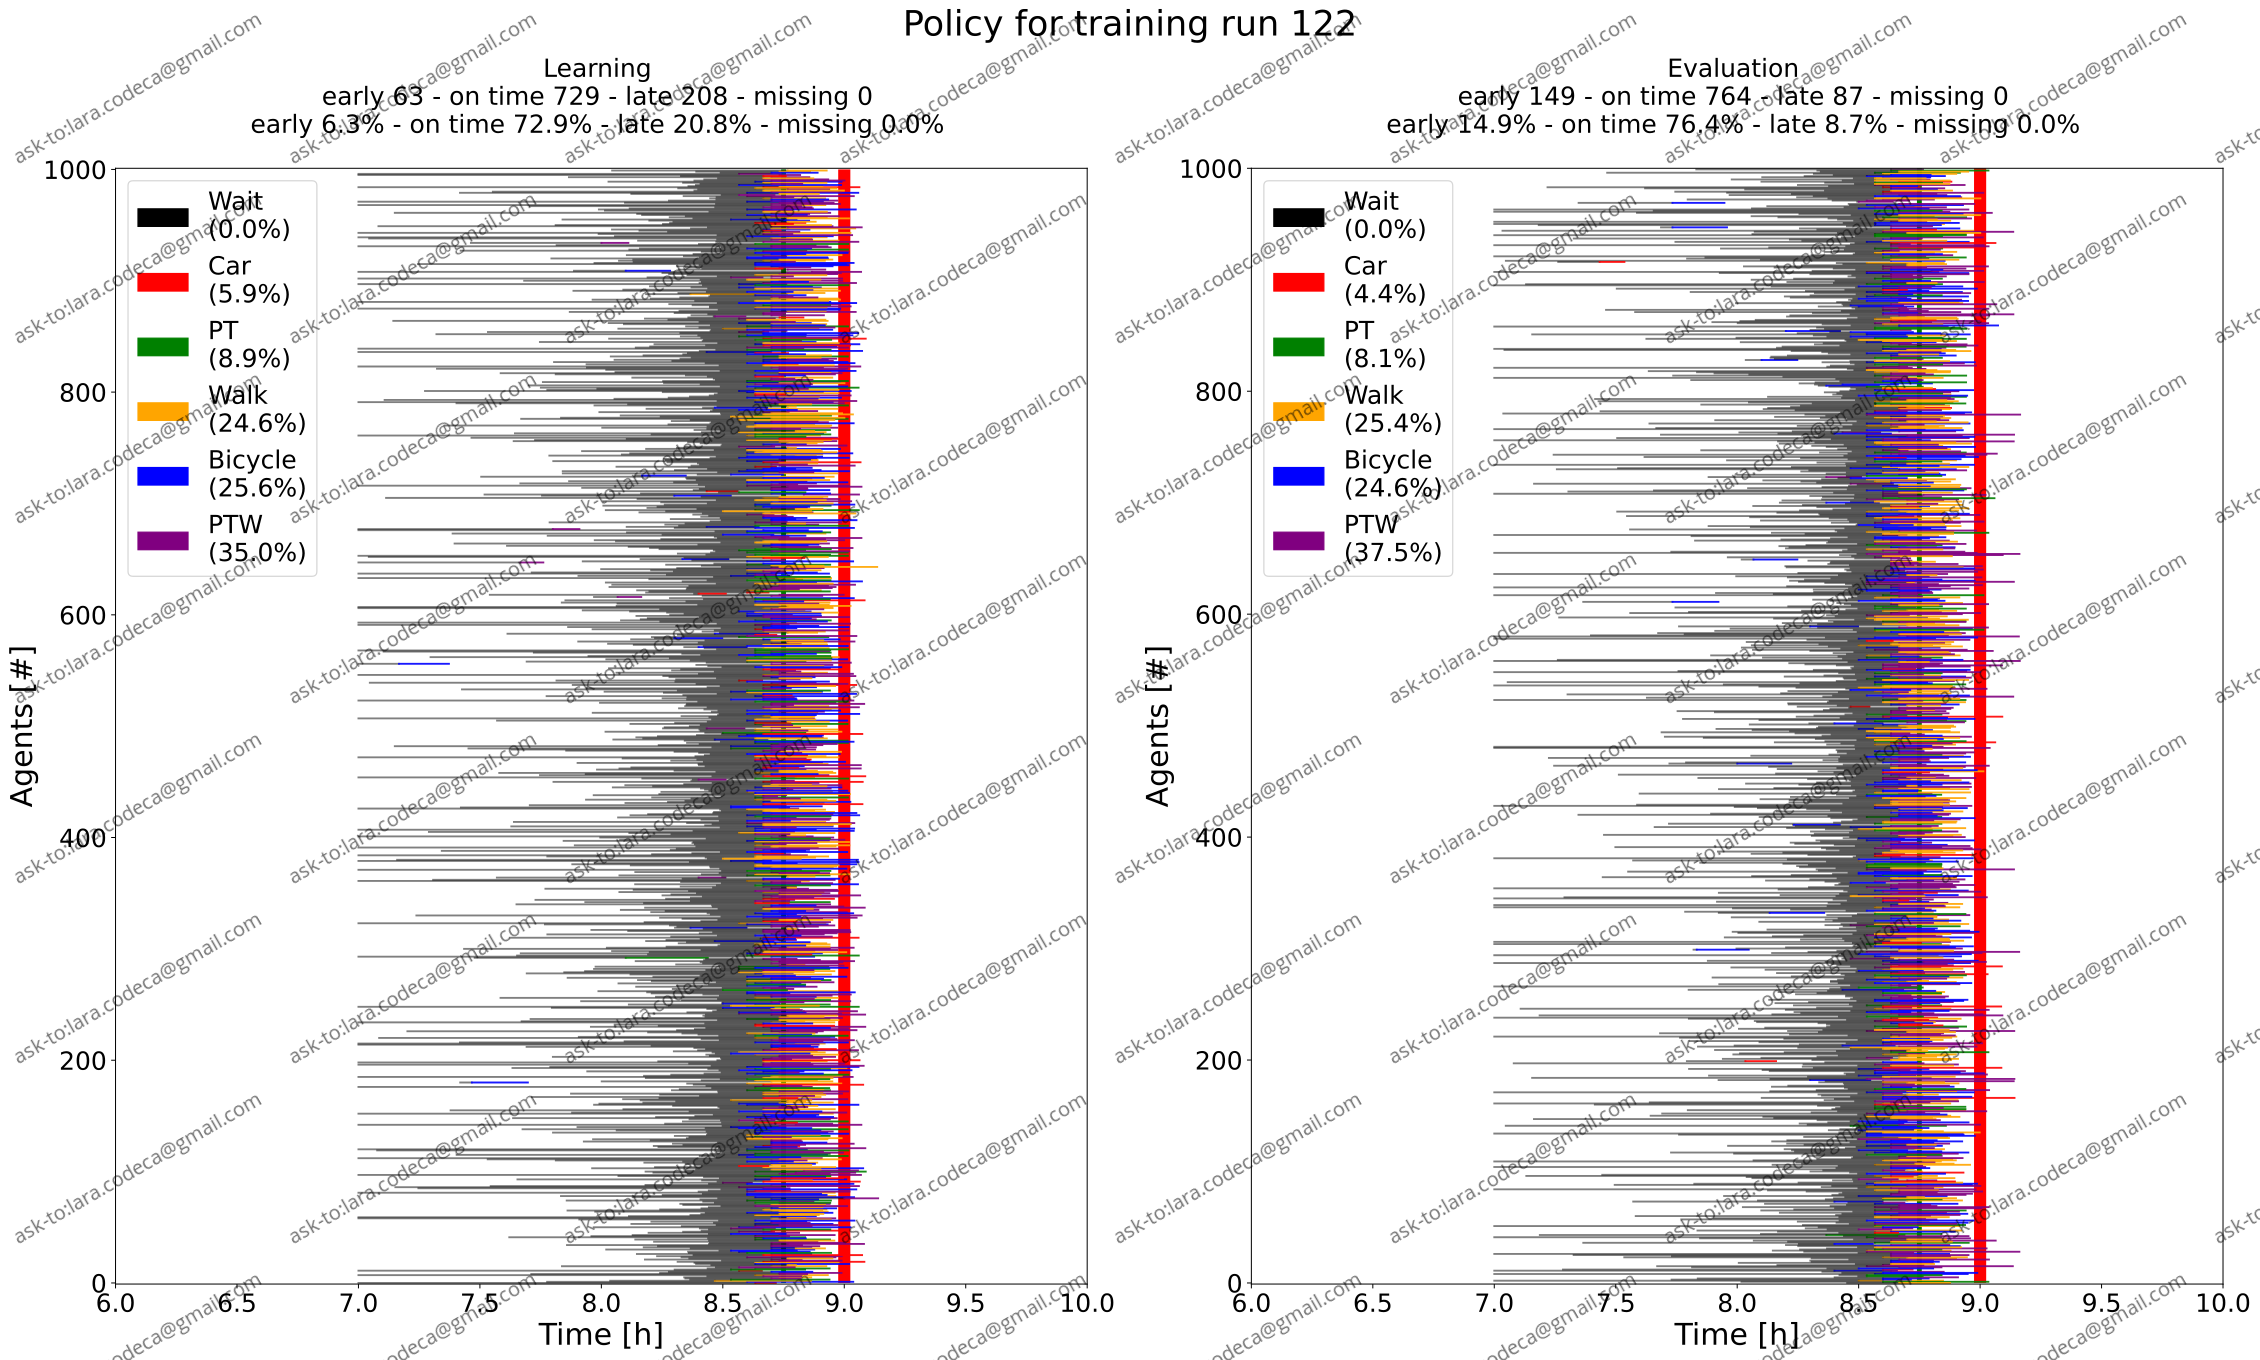 Policy for training run 122
Learning
early 63 - on time 729 - late 208 - missing 0
early 6.3% - on time 72.9% - late 20.8% - missing 0.0%
Evaluation
early 149 - on time 764 - late 87 - missing 0
early 14.9% - on time 76.4% - late 8.7% - missing 0.0%
Agents [#]
1000
800
600
400
200
0
Wait
(0.0%)
Car
(5.9%)
PT
(8.9%)
Walk
(24.6%)
Bicycle
(25.6%)
PTW
(35.0%)
6.0 6.5 7.0 7.5 8.0 8.5 9.0 9.5 10.0
Time [h]
Agents [#]
1000
800
600
400
200
0
Wait
(0.0%)
Car
(4.4%)
PT
(8.1%)
Walk
(25.4%)
Bicycle
(24.6%)
PTW
(37.5%)
6.0 6.5 7.0 7.5 8.0 8.5 9.0 9.5 10.0
Time [h]
ask-to:lara.codeca@gmail.com